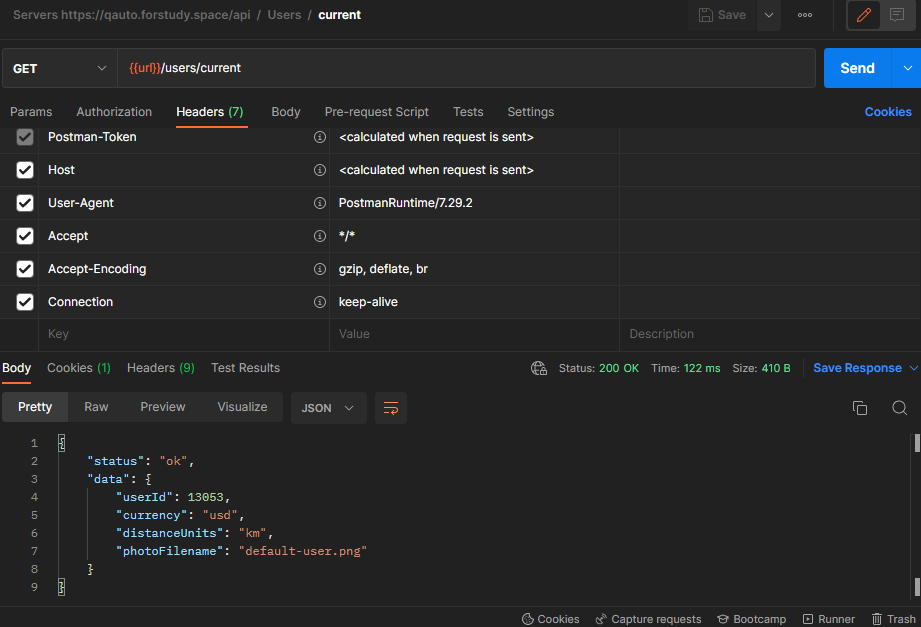 Servers https://qauto.forstudy.space/api / Users / current
Save
GET {{url}}/users/current Send
Params Authorization Headers (7) Body Pre-request Script Tests Settings Cookies
Postman-Token <calculated when request is sent>
Host <calculated when request is sent>
User-Agent PostmanRuntime/7.29.2
Accept */*
Accept-Encoding gzip, deflate, br
Connection keep-alive
Key Value Description
Body Cookies (1) Headers (9) Test Results Status: 200 OK Time: 122 ms Size: 410 B Save Response
Pretty Raw Preview Visualize JSON
1 {
2 "status": "ok",
3 "data": {
4 "userId": 13053,
5 "currency": "usd",
6 "distanceUnits": "km",
7 "photoFilename": "default-user.png"
8 }
9 }
Cookies Capture requests Bootcamp Runner Trash